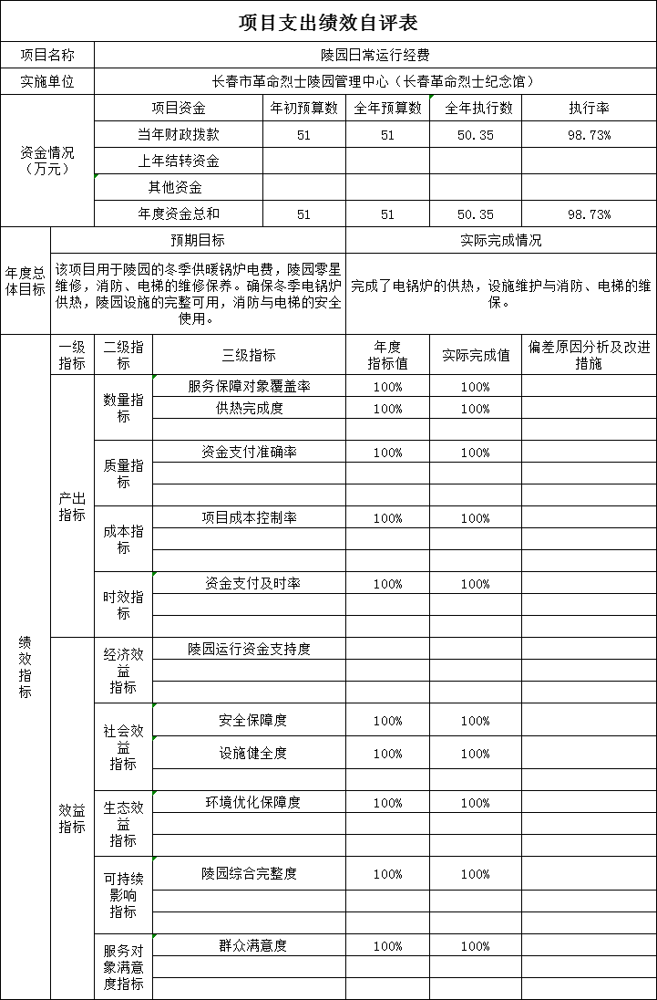 项目支出绩效自评表
项目名称 陵园日常运行经费
实施单位 长春市革命烈士陵园管理中心（长春革命烈士纪念馆）
资金情况
（万元）
项目资金 年初预算数 全年预算数 全年执行数 执行率
当年财政拨款 51 51 50.35 98.73%
上年结转资金
其他资金
年度资金总和 51 51 50.35 98.73%
年度总
体目标
预期目标 实际完成情况
该项目用于陵园的冬季供暖锅炉电费，陵园零星
维修，消防、电梯的维修保养。确保冬季电锅炉
供热，陵园设施的完整可用，消防与电梯的安全
使用。
完成了电锅炉的供热，设施维护与消防、电梯的维
保。
绩
效
指
标
一级
指标
二级指
标
三级指标
年度
指标值
实际完成值
偏差原因分析及改进
措施
产出
指标
数量指
标
服务保障对象覆盖率 100% 100%
供热完成度 100% 100%
质量指
标
资金支付准确率 100% 100%
成本指
标
项目成本控制率 100% 100%
时效指
标
资金支付及时率 100% 100%
效益
指标
经济效
益
指标
陵园运行资金支持度
社会效
益
指标
安全保障度 100% 100%
设施健全度 100% 100%
生态效
益
指标
环境优化保障度 100% 100%
可持续
影响
指标
陵园综合完整度 100% 100%
服务对
象满意
度指标
群众满意度 100% 100%